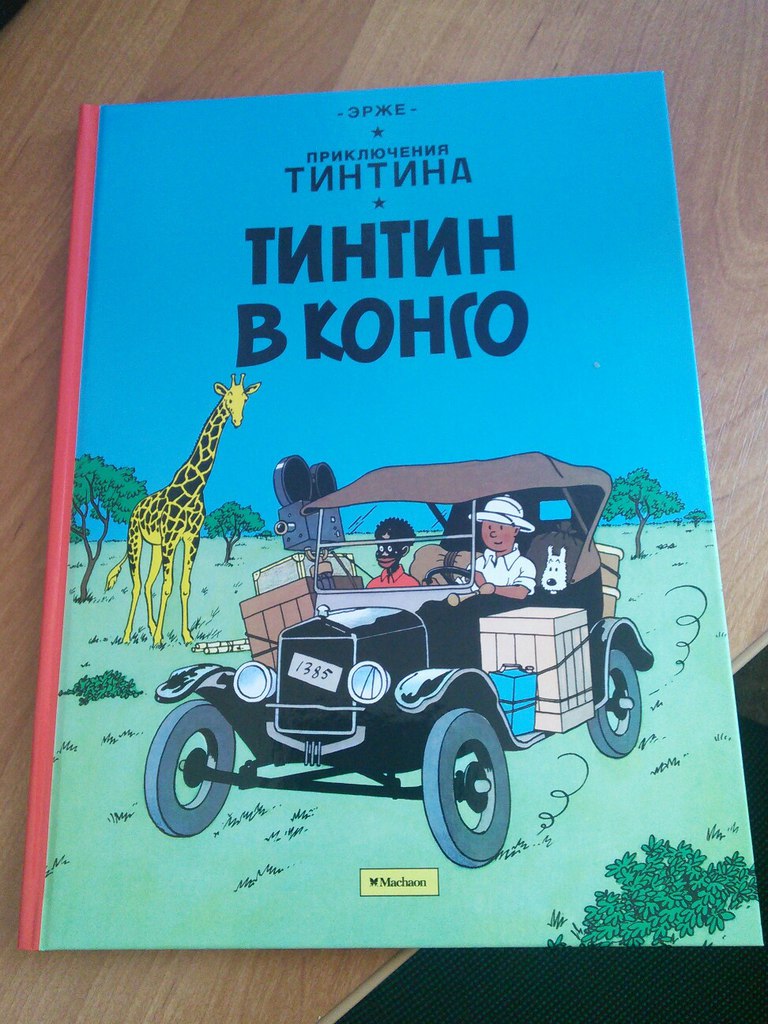 - ЭРЖЕ -
ПРИКЛЮЧЕНИЯ
ТИНТИНА
ТИНТИН
В КОНГО
1385
Machaon